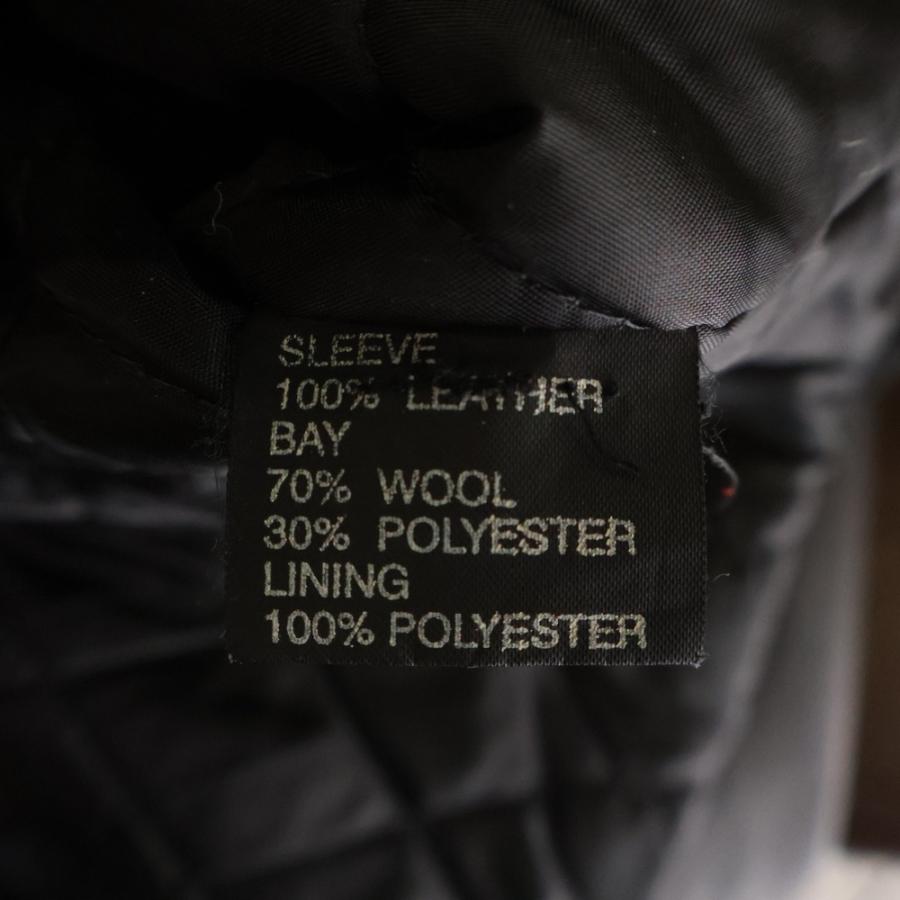 SLEEVE
100% LEATHER
BAY
70% WOOL
30% POLYESTER
LINING
100% POLYESTER